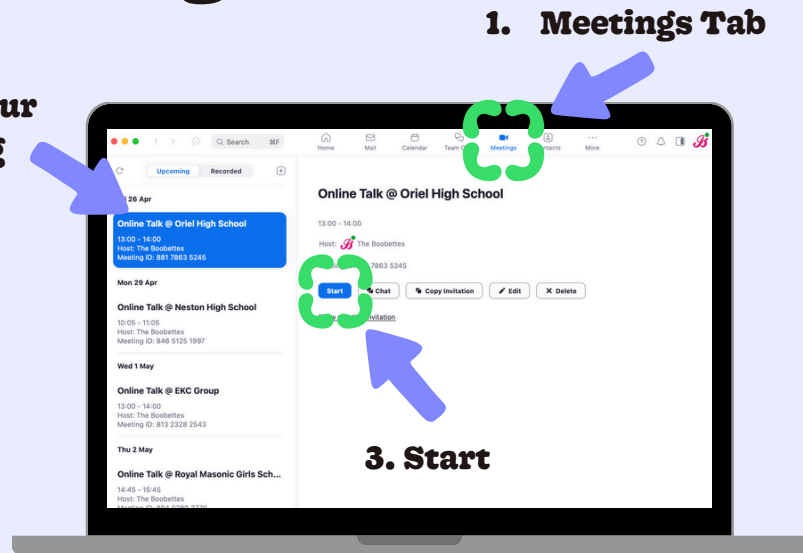 1. Meetings Tab
ur
g
3. Start
Search ⌘F
Home
Mail
Calendar
Team
Meetings
More
Upcoming
Recorded
26 Apr
Online Talk @ Oriel High School
13:00 - 14:00
Host: The Boobettes
Meeting ID: 881 7863 5245
Mon 29 Apr
Online Talk @ Neston High School
10:05 - 11:05
Host: The Boobettes
Meeting ID: 846 5125 1997
Wed 1 May
Online Talk @ EKC Group
13:00 - 14:00
Host: The Boobettes
Meeting ID: 813 2328 2543
Thu 2 May
Online Talk @ Royal Masonic Girls Sch...
14:45 - 15:45
Host: The Boobettes
Online Talk @ Oriel High School
13:00 - 14:00
Host: B The Boobettes
7863 5245
Start
Chat
Copy Invitation
Edit
Delete
invitation